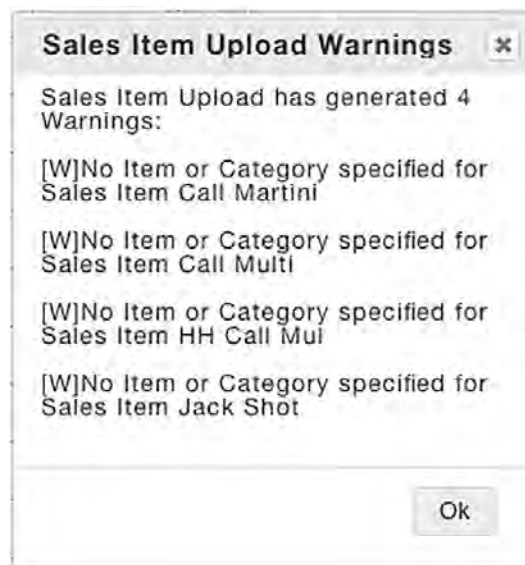 Sales Item Upload Warnings
Sales Item Upload has generated 4
Warnings:
[W]No Item or Category specified for
Sales Item Call Martini
[W]No Item or Category specified for
Sales Item Call Multi
[W]No Item or Category specified for
Sales Item HH Call Mul
[W]No Item or Category specified for
Sales Item Jack Shot
Ok